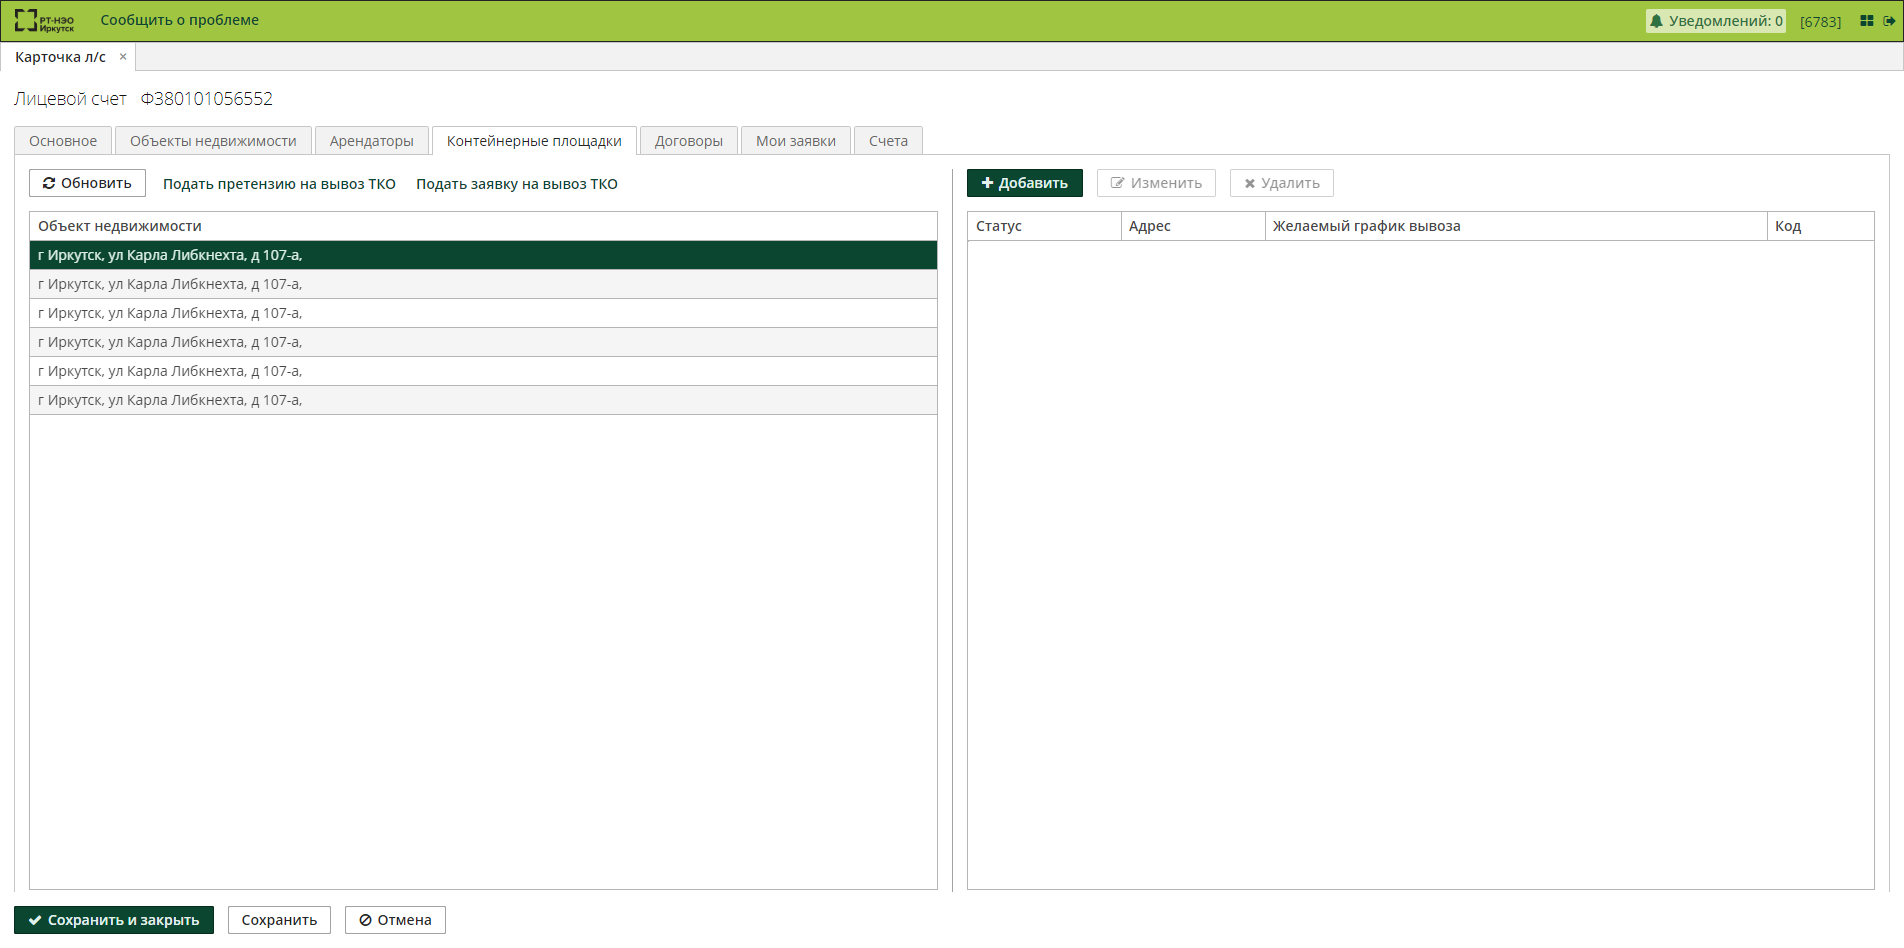 РТ-НЭО
Иркутск
Сообщить о проблеме
Уведомлений: 0
[6783]
Карточка л/с ×
Лицевой счет Ф380101056552
Основное
Объекты недвижимости
Арендаторы
Контейнерные площадки
Договоры
Мои заявки
Счета
Обновить
Подать претензию на вывоз ТКО
Подать заявку на вывоз ТКО
Объект недвижимости
г Иркутск, ул Карла Либкнехта, д 107-а,
г Иркутск, ул Карла Либкнехта, д 107-а,
г Иркутск, ул Карла Либкнехта, д 107-а,
г Иркутск, ул Карла Либкнехта, д 107-а,
г Иркутск, ул Карла Либкнехта, д 107-а,
г Иркутск, ул Карла Либкнехта, д 107-а,
Добавить
Изменить
Удалить
Статус
Адрес
Желаемый график вывоза
Код
Сохранить и закрыть
Сохранить
Отмена